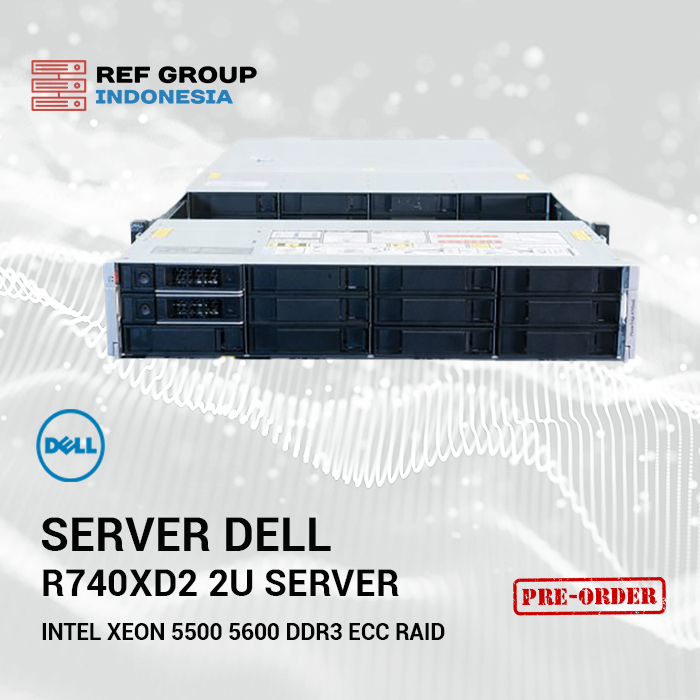 REF GROUP
INDONESIA
DELL
SERVER DELL
R740XD2 2U SERVER
PRE-ORDER
INTEL XEON 5500 5600 DDR3 ECC RAID